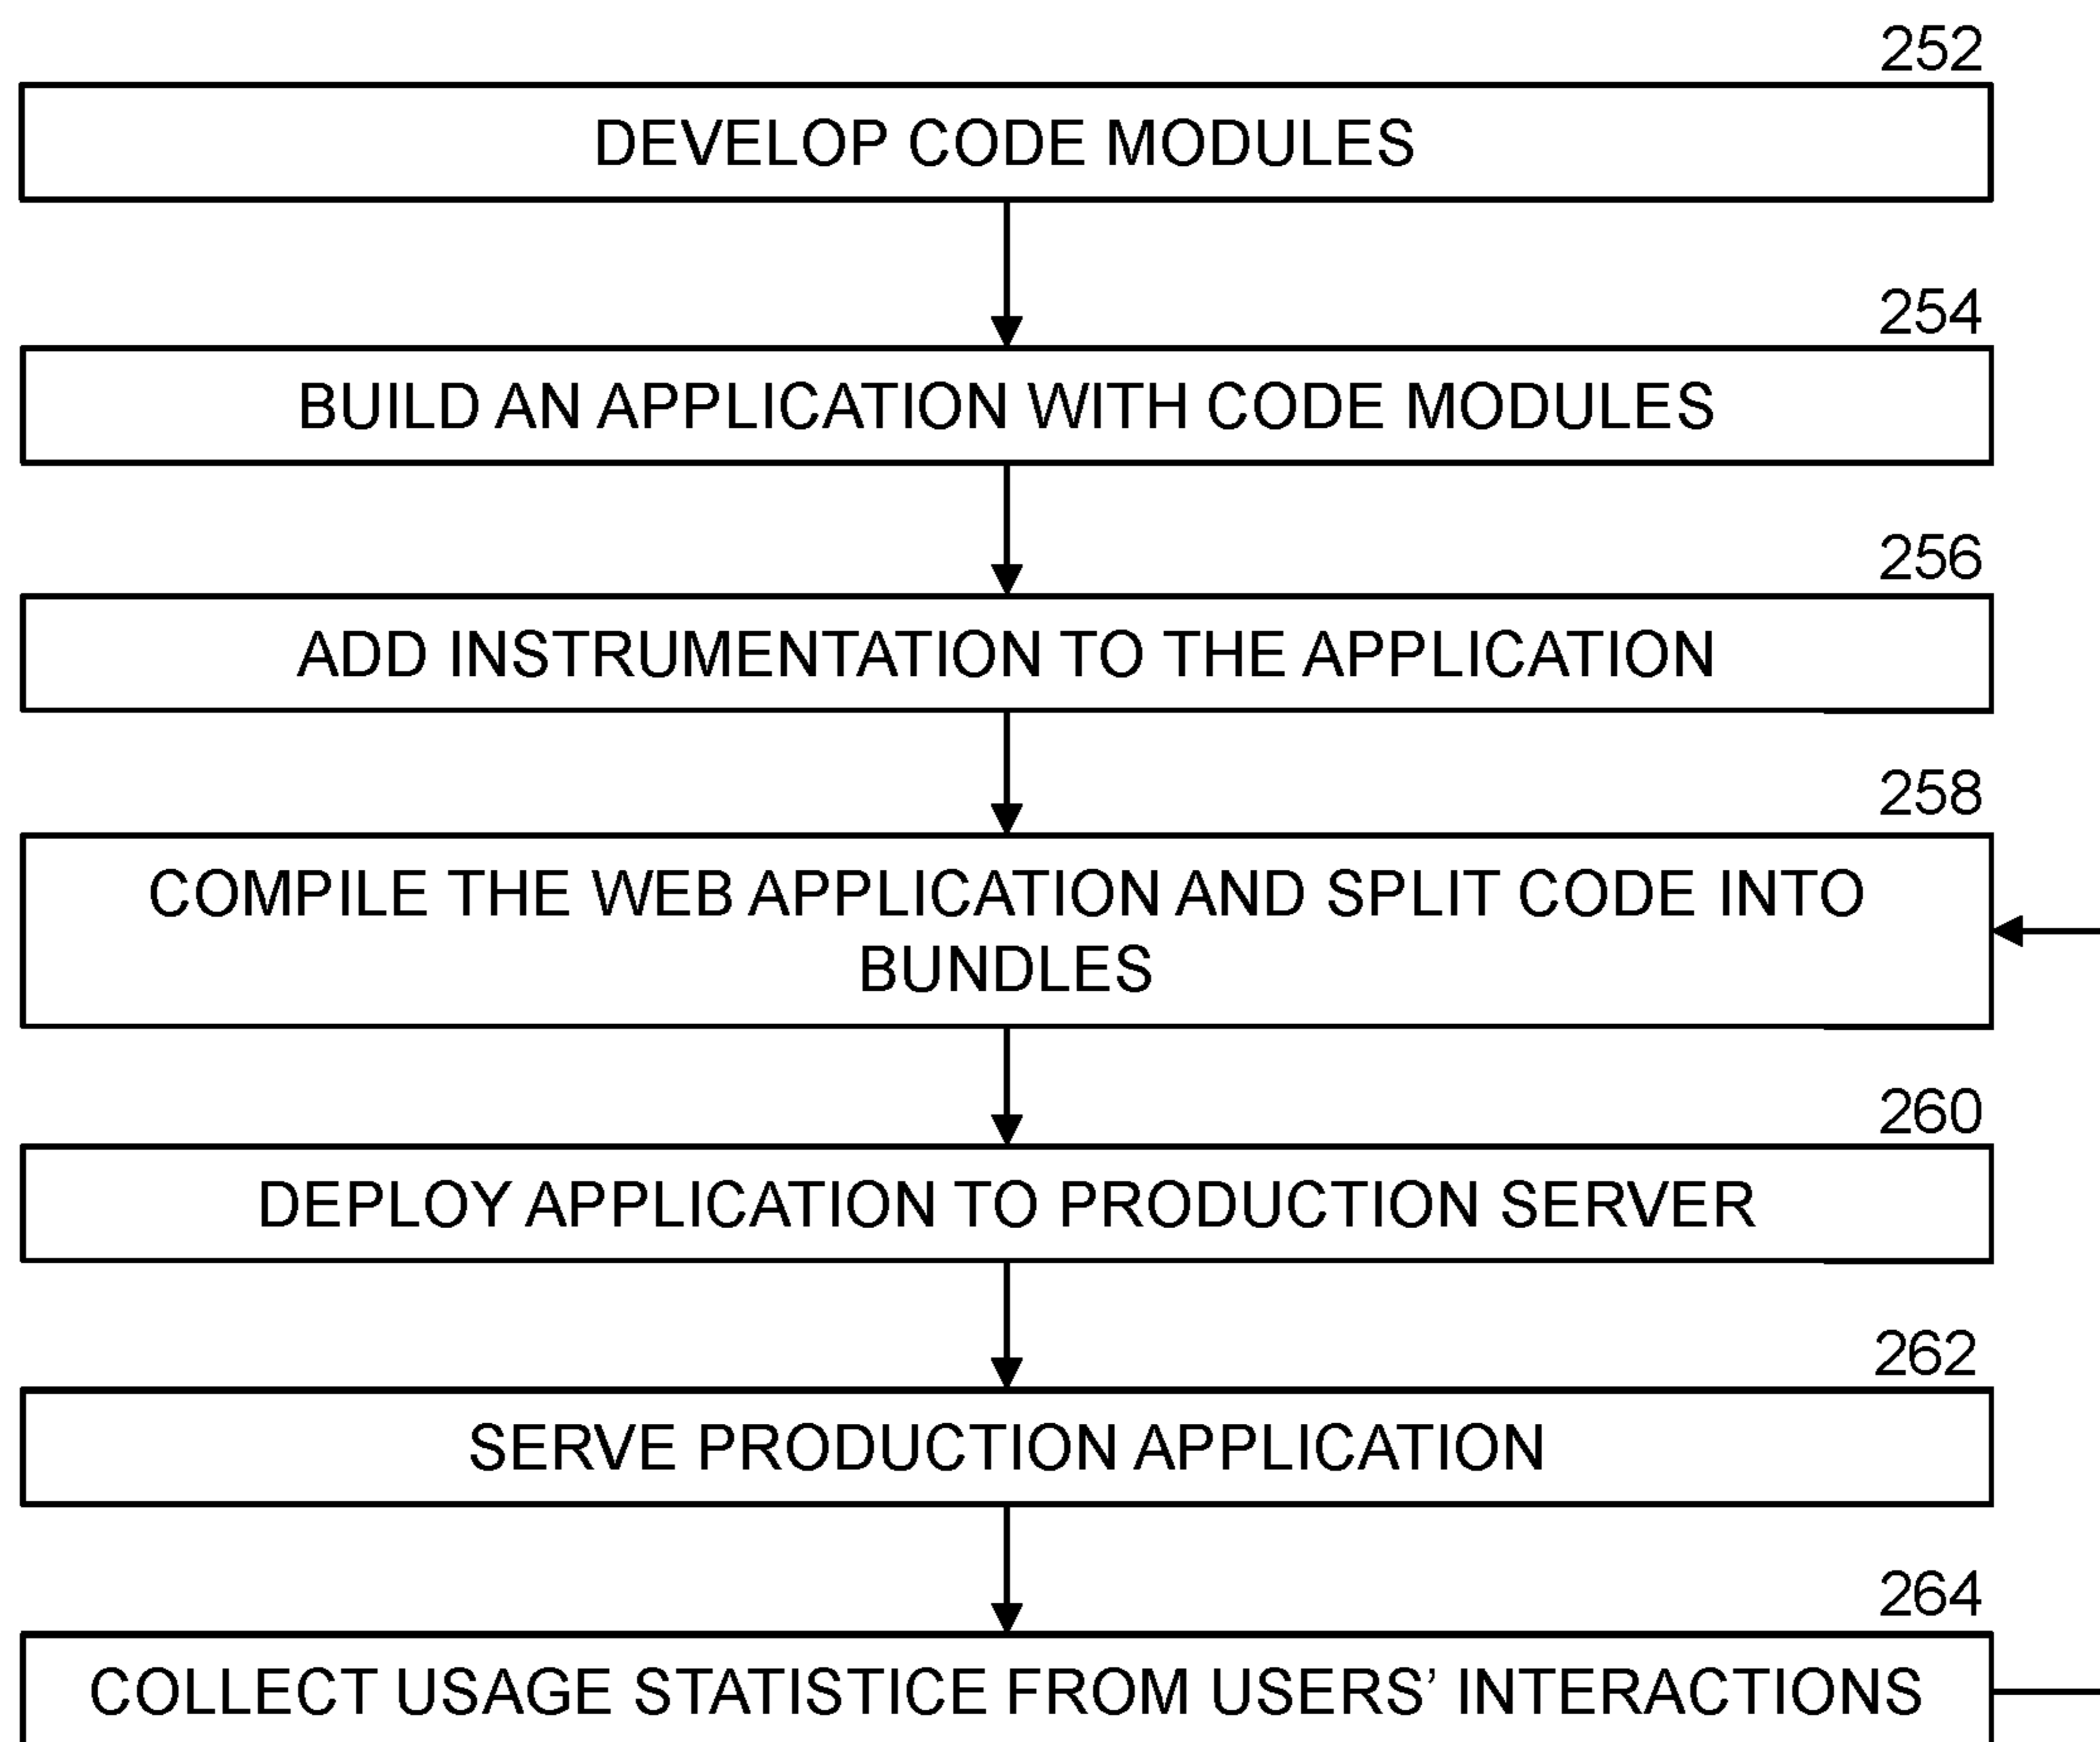 252
DEVELOP CODE MODULES
254
BUILD AN APPLICATION WITH CODE MODULES
256
ADD INSTRUMENTATION TO THE APPLICATION
258
COMPILE THE WEB APPLICATION AND SPLIT CODE INTO
BUNDLES
260
DEPLOY APPLICATION TO PRODUCTION SERVER
262
SERVE PRODUCTION APPLICATION
264
COLLECT USAGE STATISTICE FROM USERS’ INTERACTIONS